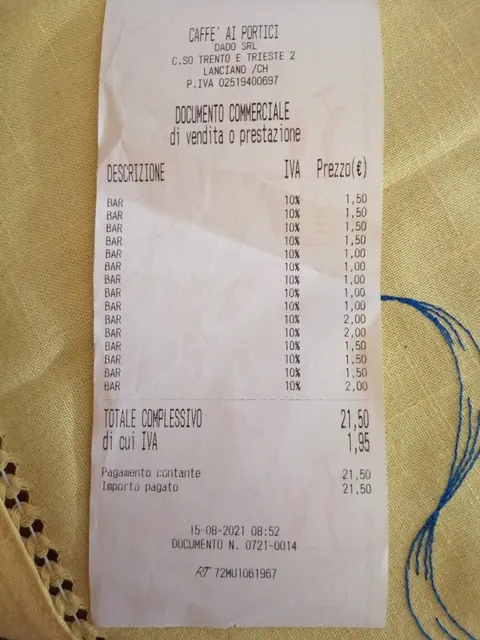 CAFFE' AI PORTICI
DADO SRL
C.SO TRENTO E TRIESTE 2
LANCIANO /CH
P.IVA 02519400697
DOCUMENTO COMMERCIALE
di vendita o prestazione
DESCRIZIONE IVA Prezzo(€)
BAR 10% 1,50
BAR 10% 1,50
BAR 10% 1,50
BAR 10% 1,50
BAR 10% 1,00
BAR 10% 1,00
BAR 10% 1,00
BAR 10% 1,00
BAR 10% 1,00
BAR 10% 2,00
BAR 10% 2,00
BAR 10% 1,50
BAR 10% 1,50
BAR 10% 1,50
BAR 10% 2,00
TOTALE COMPLESSIVO 21,50
di cui IVA 1,95
Pagamento contante 21,50
Importo pagato 21,50
15-08-2021 08:52
DOCUMENTO N. 0721-0014
RT 72MU1061967